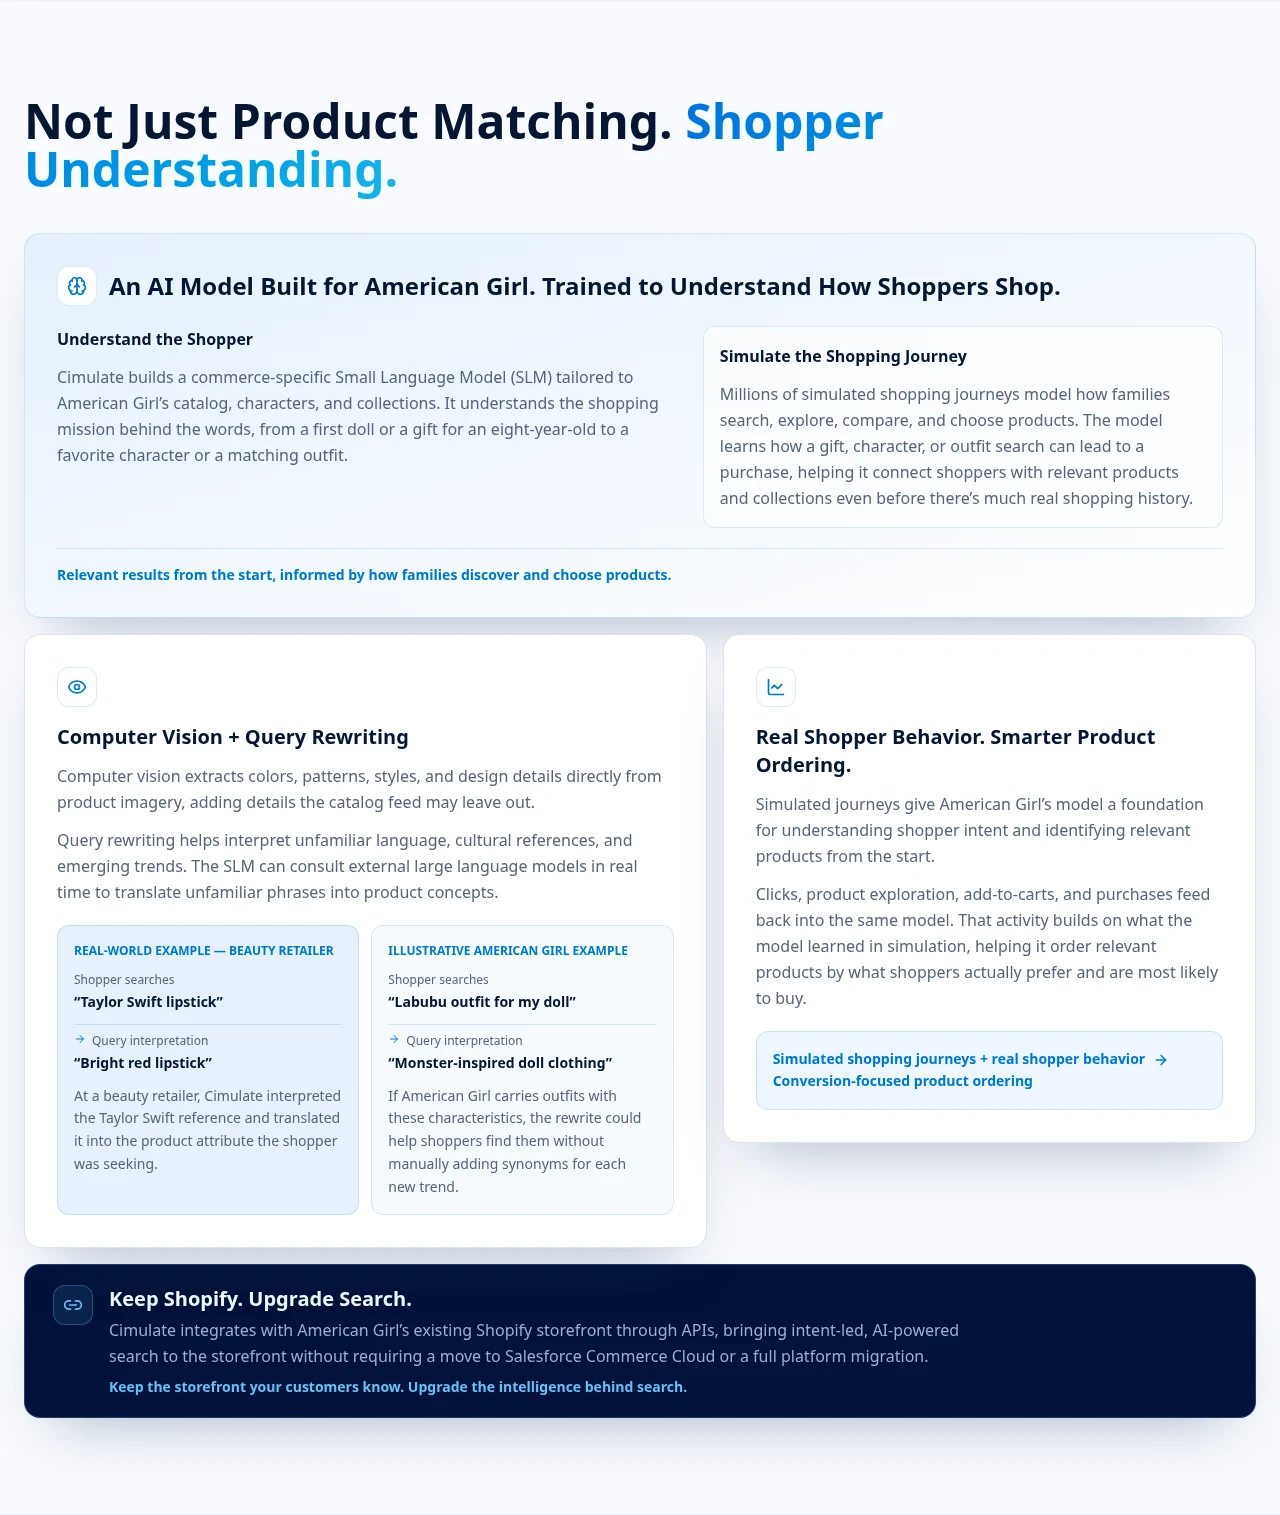 Not Just Product Matching. Shopper
Understanding.
An AI Model Built for American Girl. Trained to Understand How Shoppers Shop.
Understand the Shopper
Cimulate builds a commerce-specific Small Language Model (SLM) tailored to
American Girl’s catalog, characters, and collections. It understands the shopping
mission behind the words, from a first doll or a gift for an eight-year-old to a
favorite character or a matching outfit.
Simulate the Shopping Journey
Millions of simulated shopping journeys model how families
search, explore, compare, and choose products. The model
learns how a gift, character, or outfit search can lead to a
purchase, helping it connect shoppers with relevant products
and collections even before there’s much real shopping history.
Relevant results from the start, informed by how families discover and choose products.
Computer Vision + Query Rewriting
Computer vision extracts colors, patterns, styles, and design details directly from
product imagery, adding details the catalog feed may leave out.
Query rewriting helps interpret unfamiliar language, cultural references, and
emerging trends. The SLM can consult external large language models in real
time to translate unfamiliar phrases into product concepts.
REAL-WORLD EXAMPLE — BEAUTY RETAILER
Shopper searches
“Taylor Swift lipstick”
→ Query interpretation
“Bright red lipstick”
At a beauty retailer, Cimulate interpreted
the Taylor Swift reference and translated
it into the product attribute the shopper
was seeking.
ILLUSTRATIVE AMERICAN GIRL EXAMPLE
Shopper searches
“Labubu outfit for my doll”
→ Query interpretation
“Monster-inspired doll clothing”
If American Girl carries outfits with
these characteristics, the rewrite could
help shoppers find them without
manually adding synonyms for each
new trend.
Real Shopper Behavior. Smarter Product
Ordering.
Simulated journeys give American Girl’s model a foundation
for understanding shopper intent and identifying relevant
products from the start.
Clicks, product exploration, add-to-carts, and purchases feed
back into the same model. That activity builds on what the
model learned in simulation, helping it order relevant
products by what shoppers actually prefer and are most likely
to buy.
Simulated shopping journeys + real shopper behavior →
Conversion-focused product ordering
Keep Shopify. Upgrade Search.
Cimulate integrates with American Girl’s existing Shopify storefront through APIs, bringing intent-led, AI-powered
search to the storefront without requiring a move to Salesforce Commerce Cloud or a full platform migration.
Keep the storefront your customers know. Upgrade the intelligence behind search.